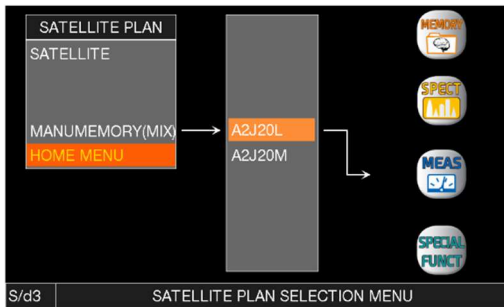 SATELLITE PLAN
SATELLITE
MANUMEMORY(MIX)
HOME MENU
A2J20L
A2J20M
MEMORY
SPECT
MEAS
SPECIAL
FUNCT
S/d3
SATELLITE PLAN SELECTION MENU